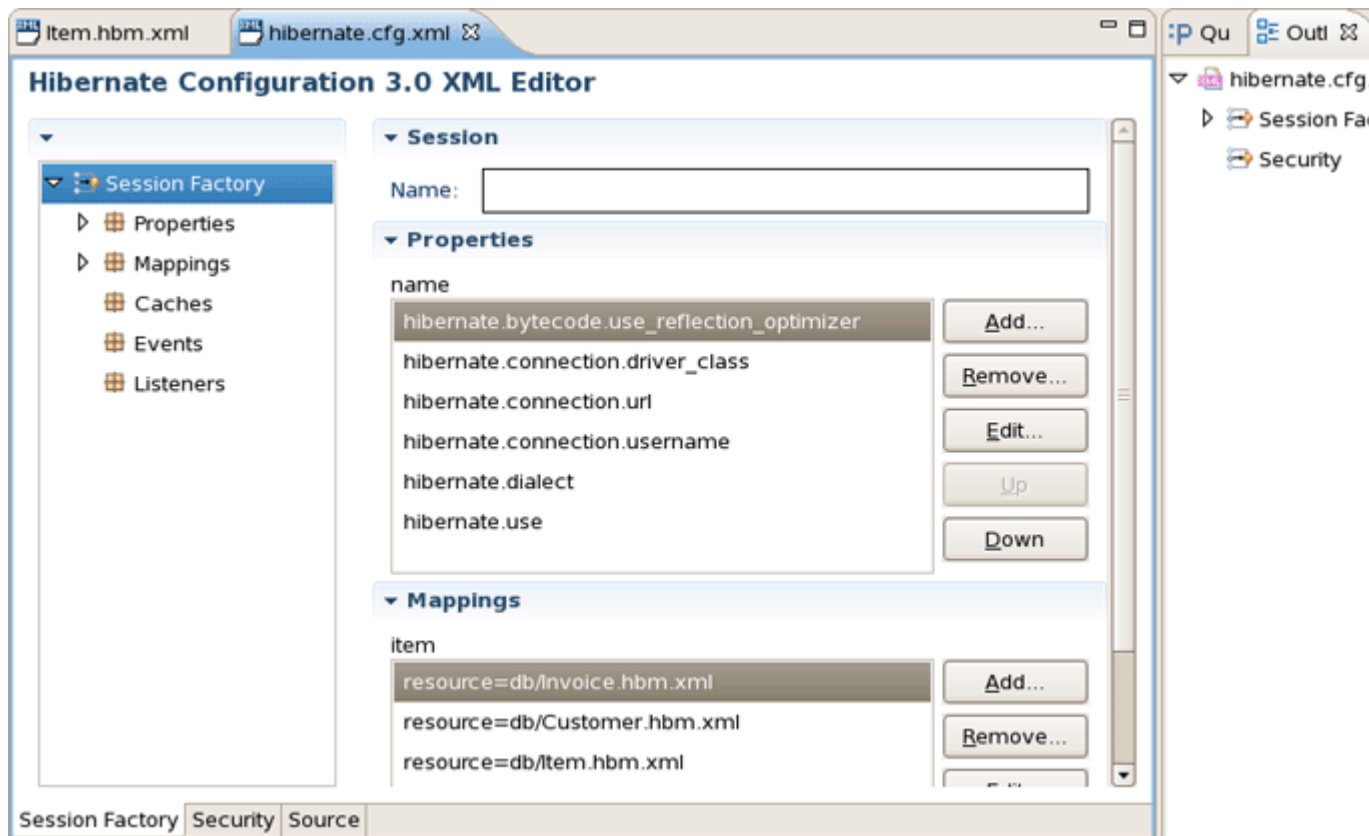 Item.hbm.xml
hibernate.cfg.xml
Qu
Outl
Hibernate Configuration 3.0 XML Editor
hibernate.cfg.
Session Fa
Security
Session Factory
Properties
Mappings
Caches
Events
Listeners
Session
Name:
Properties
name
hibernate.bytecode.use_reflection_optimizer
hibernate.connection.driver_class
hibernate.connection.url
hibernate.connection.username
hibernate.dialect
hibernate.use
Add...
Remove...
Edit...
Up
Down
Mappings
item
resource=db/Invoice.hbm.xml
resource=db/Customer.hbm.xml
resource=db/Item.hbm.xml
Add...
Remove...
Session Factory
Security
Source